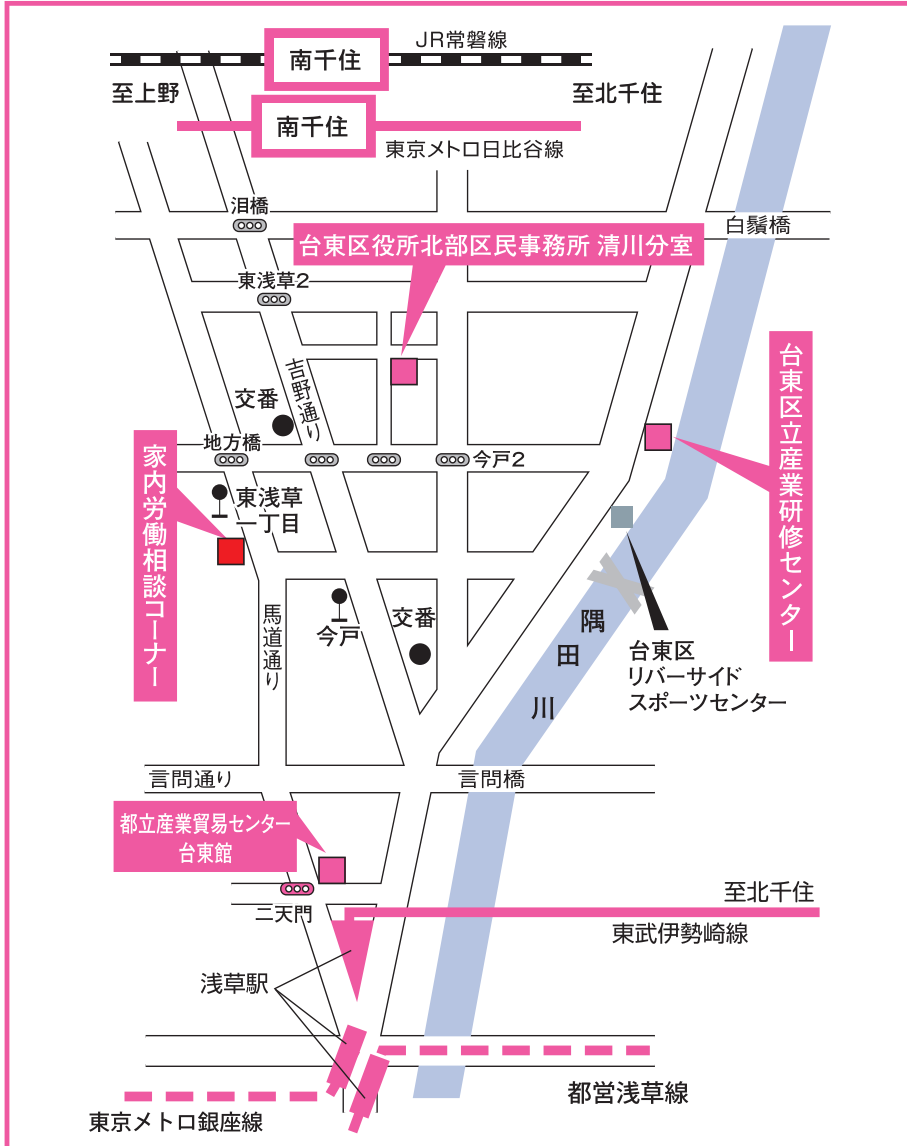 JR常磐線
南千住
至上野
至北千住
南千住
東京メトロ日比谷線
泪橋
白鬚橋
台東区役所北部区民事務所 清川分室
東浅草2
台東区立産業研修センター
吉野通り
交番
地方橋
今戸2
家内労働相談コーナー
東浅草
一丁目
馬道通り
今戸
交番
隅田川
台東区
リバーサイド
スポーツセンター
言問通り
言問橋
都立産業貿易センター
台東館
二天門
至北千住
東武伊勢崎線
浅草駅
都営浅草線
東京メトロ銀座線